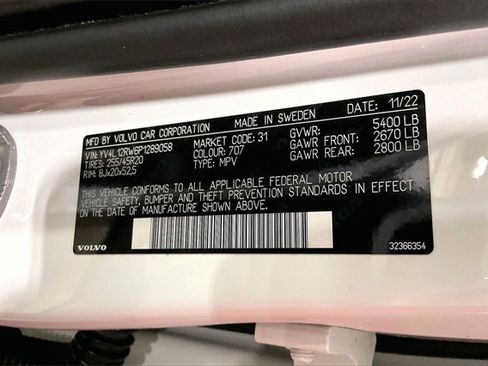 MFD BY VOLVO CAR CORPORATION MADE IN SWEDEN 11/22
VIN: YV4L12RW6P1289058 MARKET CODE: 31 GVWR: 5400 LB
TIRES: 255/45R20 COLOUR: 707 GAWR FRONT: 2670 LB
RIM: 8Jx20x52,5 TYPE: MPV GAWR REAR: 2800 LB
THIS VEHICLE CONFORMS TO ALL APPLICABLE FEDERAL MOTOR
VEHICLE SAFETY, BUMPER AND THEFT PREVENTION STANDARDS IN EFFECT
ON THE DATE OF MANUFACTURE SHOWN ABOVE.
VOLVO 32366354